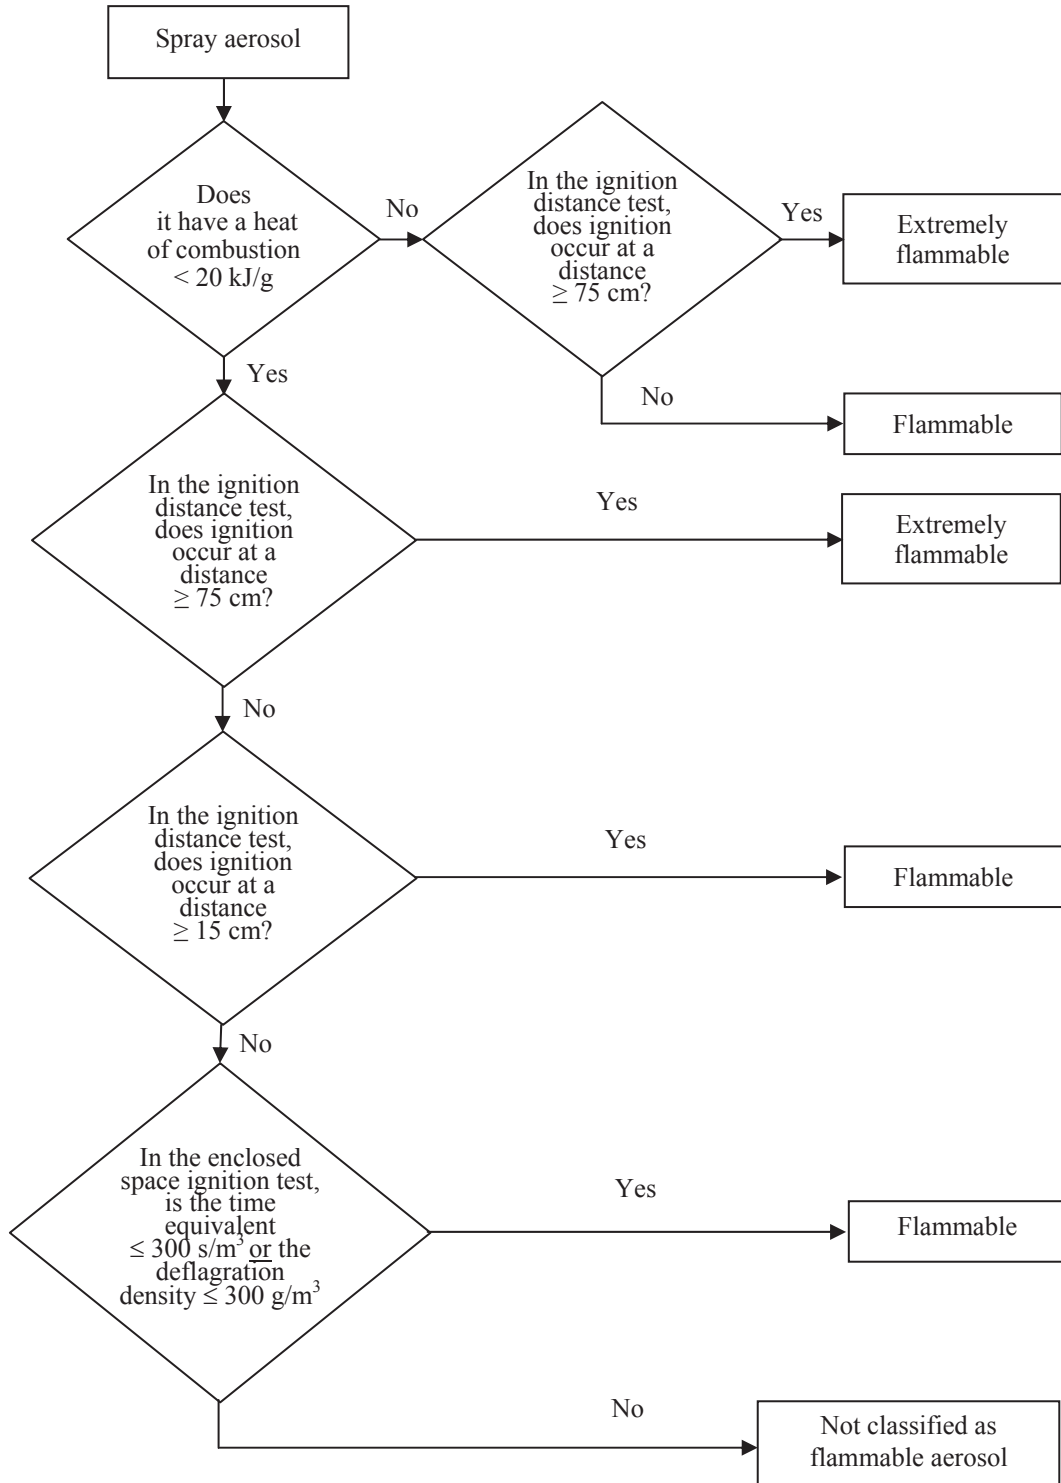 Spray aerosol
Does
it have a heat
of combustion
< 20 kJ/g
No
In the ignition
distance test,
does ignition
occur at a
distance
≥ 75 cm?
Yes
Extremely
flammable
No
Flammable
Yes
In the ignition
distance test,
does ignition
occur at a
distance
≥ 75 cm?
Yes
Extremely
flammable
No
In the ignition
distance test,
does ignition
occur at a
distance
≥ 15 cm?
Yes
Flammable
No
In the enclosed
space ignition test,
is the time
equivalent
≤ 300 s/m³ or the
deflagration
density ≤ 300 g/m³
Yes
Flammable
No
Not classified as
flammable aerosol